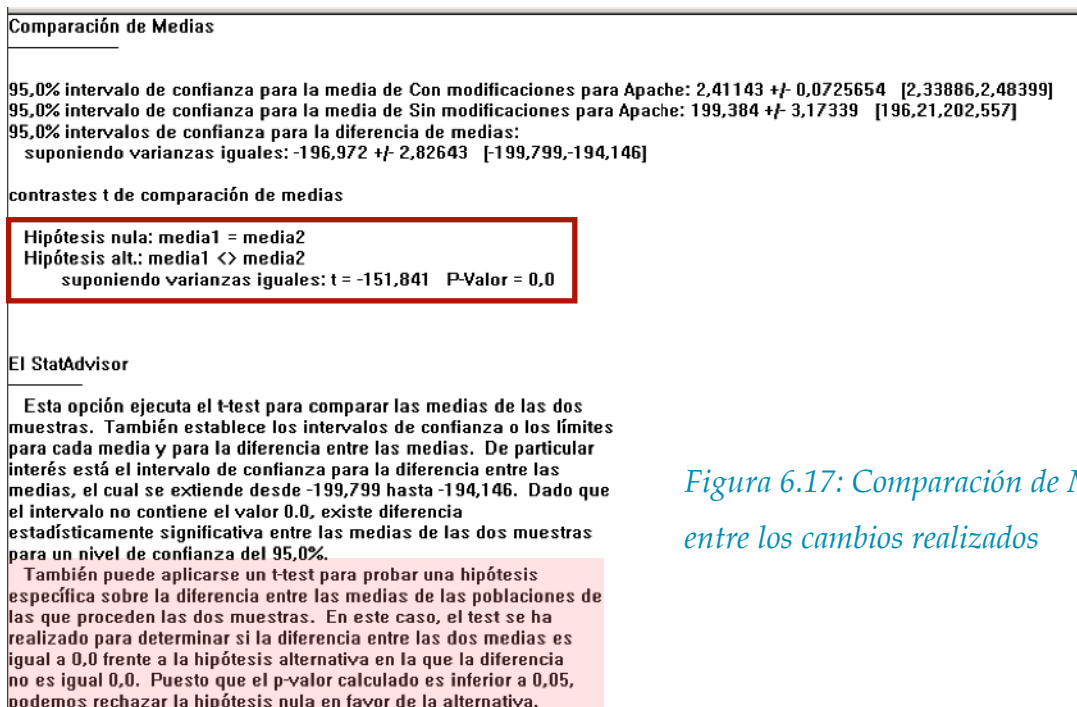 Comparación de Medias
95,0% intervalo de confianza para la media de Con modificaciones para Apache: 2,41143 +/- 0,0725654 [2,33886,2,48399]
95,0% intervalo de confianza para la media de Sin modificaciones para Apache: 199,384 +/- 3,17339 [196,21,202,557]
95,0% intervalos de confianza para la diferencia de medias:
suponiendo varianzas iguales: -196,972 +/- 2,82643 [-199,799,-194,146]
contrastes t de comparación de medias
Hipótesis nula: media1 = media2
Hipótesis alt.: media1 <> media2
suponiendo varianzas iguales: t = -151,841 P-Valor = 0,0
El StatAdvisor
Esta opción ejecuta el t-test para comparar las medias de las dos
muestras. También establece los intervalos de confianza o los límites
para cada media y para la diferencia entre las medias. De particular
interés está el intervalo de confianza para la diferencia entre las
medias, el cual se extiende desde -199,799 hasta -194,146. Dado que
el intervalo no contiene el valor 0.0, existe diferencia
estadísticamente significativa entre las medias de las dos muestras
para un nivel de confianza del 95,0%.
También puede aplicarse un t-test para probar una hipótesis
específica sobre la diferencia entre las medias de las poblaciones de
las que proceden las dos muestras. En este caso, el test se ha
realizado para determinar si la diferencia entre las dos medias es
igual a 0,0 frente a la hipótesis alternativa en la que la diferencia
no es igual 0,0. Puesto que el p-valor calculado es inferior a 0,05,
podemos rechazar la hipótesis nula en favor de la alternativa.
Figura 6.17: Comparación de
entre los cambios realizados